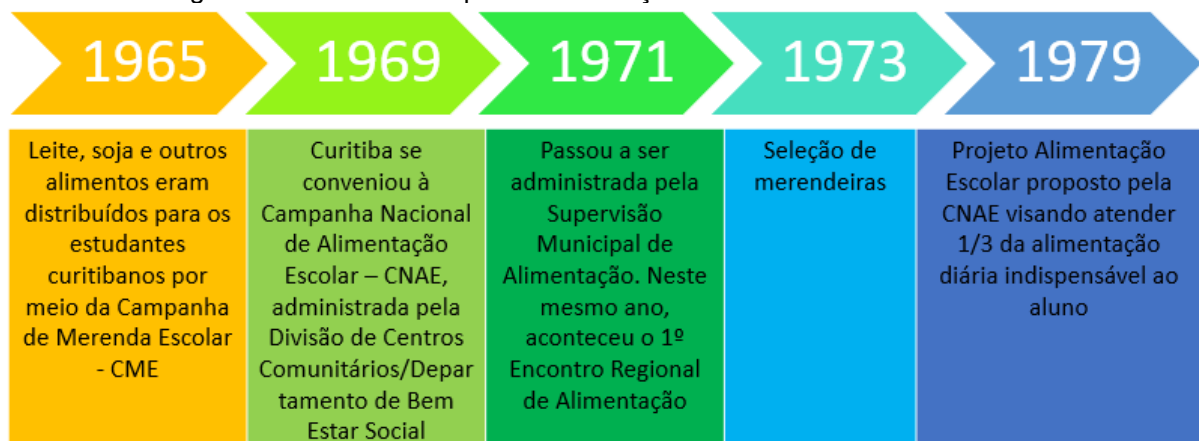 1965
1969
1971
1973
1979
Leite, soja e outros
alimentos eram
distribuídos para os
estudantes
curitibanos por
meio da Campanha
de Merenda Escolar
- CME
Curitiba se
conveniou à
Campanha Nacional
de Alimentação
Escolar – CNAE,
administrada pela
Divisão de Centros
Comunitários/Depar
tamento de Bem
Estar Social
Passou a ser
administrada pela
Supervisão
Municipal de
Alimentação. Neste
mesmo ano,
aconteceu o 1º
Encontro Regional
de Alimentação
Seleção de
merendeiras
Projeto Alimentação
Escolar proposto pela
CNAE visando atender
1/3 da alimentação
diária indispensável ao
aluno